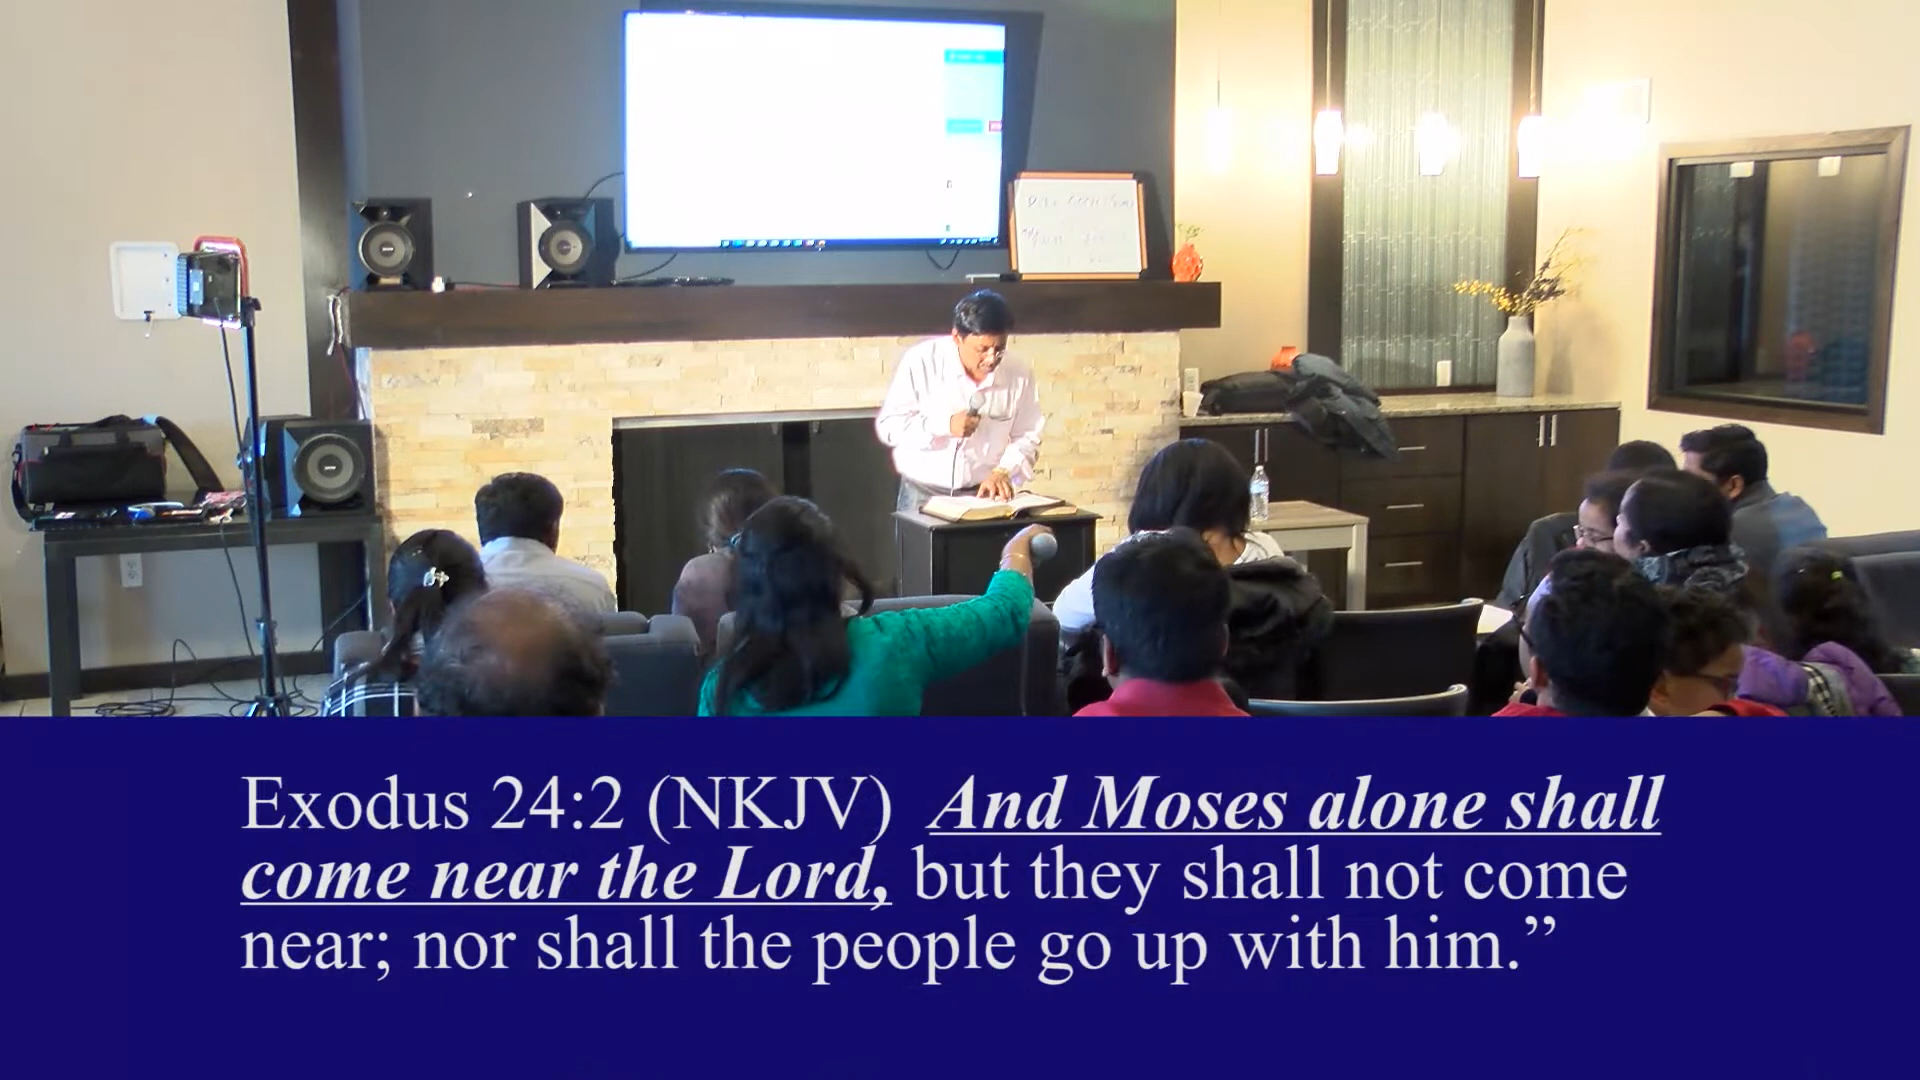 Exodus 24:2 (NKJV)  And Moses alone shall
come near the Lord, but they shall not come
near; nor shall the people go up with him.”